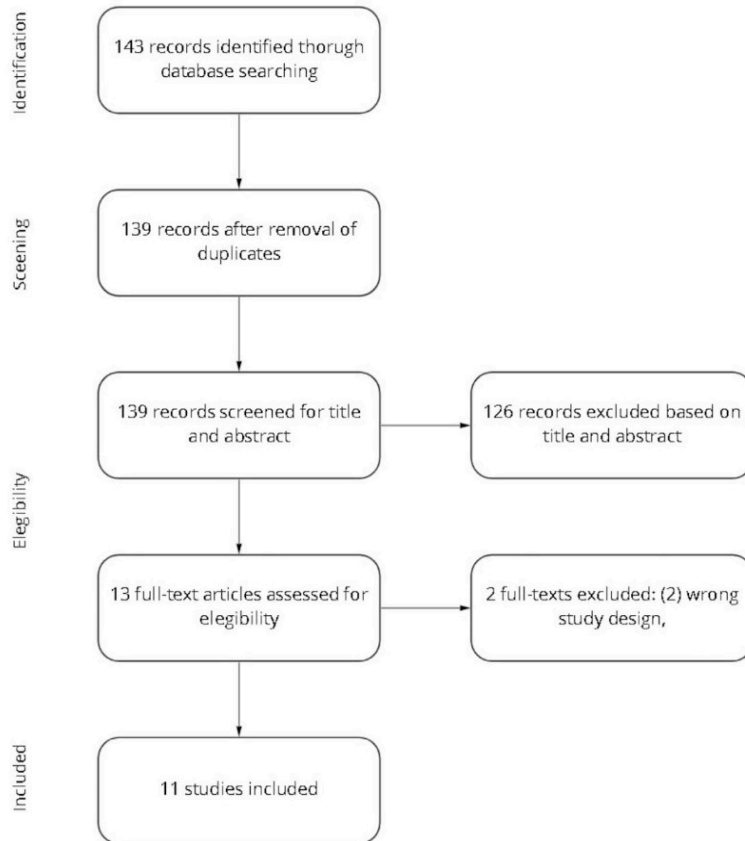 Identification
143 records identified thorugh
database searching
Sceening
139 records after removal of
duplicates
139 records screened for title
and abstract
126 records excluded based on
title and abstract
Elegibility
13 full-text articles assessed for
elegibility
2 full-texts excluded: (2) wrong
study design,
Included
11 studies included